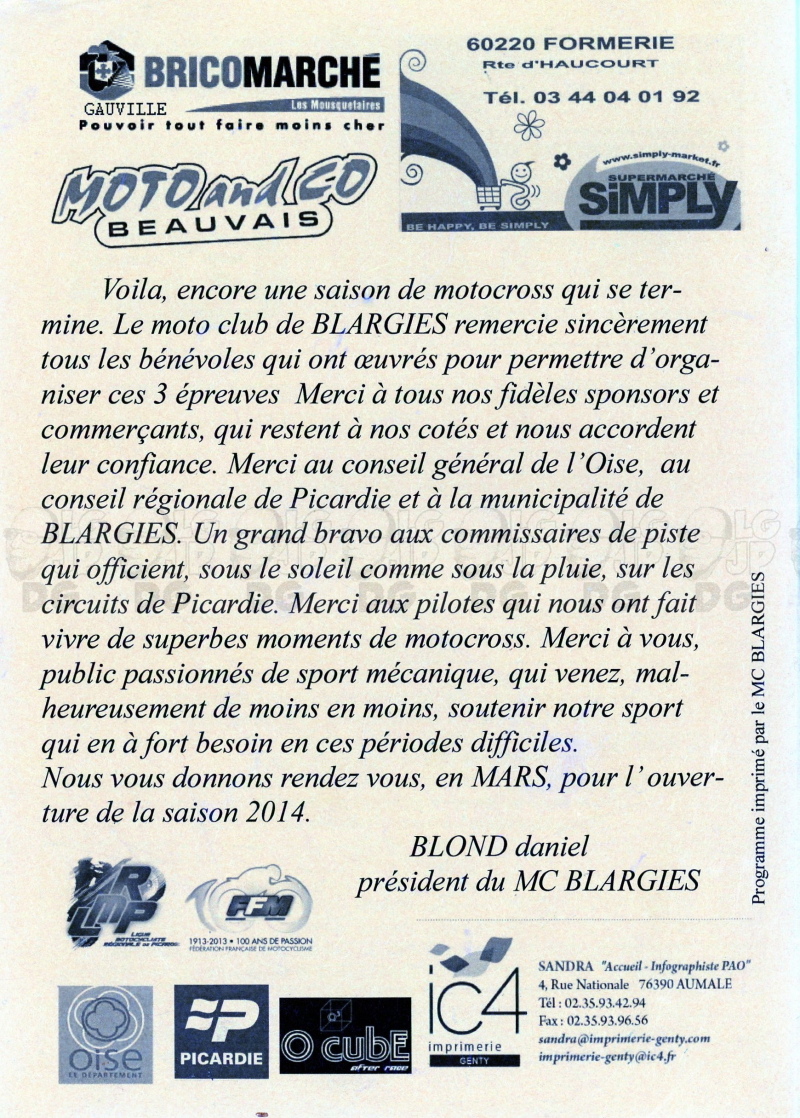 BRICOMARCHÉ
GAUVILLE
Les Mousquetaires
Pouvoir tout faire moins cher
60220 FORMERIE
Rte d'HAUCOURT
Tél. 03 44 04 01 92
www.simply-market.fr
SUPERMARCHÉ
SiMPLY
BE HAPPY, BE SIMPLY
MOTO and CO
BEAUVAIS
Voila, encore une saison de motocross qui se ter-
mine. Le moto club de BLARGIES remercie sincèrement
tous les bénévoles qui ont œuvrés pour permettre d'orga-
niser ces 3 épreuves  Merci à tous nos fidèles sponsors et
commerçants, qui restent à nos cotés et nous accordent
leur confiance. Merci au conseil général de l'Oise,  au
conseil régionale de Picardie et à la municipalité de
BLARGIES. Un grand bravo aux commissaires de piste
qui officient, sous le soleil comme sous la pluie, sur les
circuits de Picardie. Merci aux pilotes qui nous ont fait
vivre de superbes moments de motocross. Merci à vous,
public passionnés de sport mécanique, qui venez, mal-
heureusement de moins en moins, soutenir notre sport
qui en à fort besoin en ces périodes difficiles.
Nous vous donnons rendez vous, en MARS, pour l'ouver-
ture de la saison 2014.
BLOND daniel
président du MC BLARGIES
Programme imprimé par le MC BLARGIES
LMRP
LIGUE
MOTOCYCLISTE
RÉGIONALE DE PICARDIE
FFM
1913-2013 • 100 ANS DE PASSION
FÉDÉRATION FRANÇAISE DE MOTOCYCLISME
oise
LE DÉPARTEMENT
PICARDIE
O cubE
after race
ic4
imprimerie
GENTY
SANDRA "Accueil - Infographiste PAO"
4, Rue Nationale 76390 AUMALE
Tél : 02.35.93.42.94
Fax : 02.35.93.96.56
sandra@imprimerie-genty.com
imprimerie-genty@ic4.fr